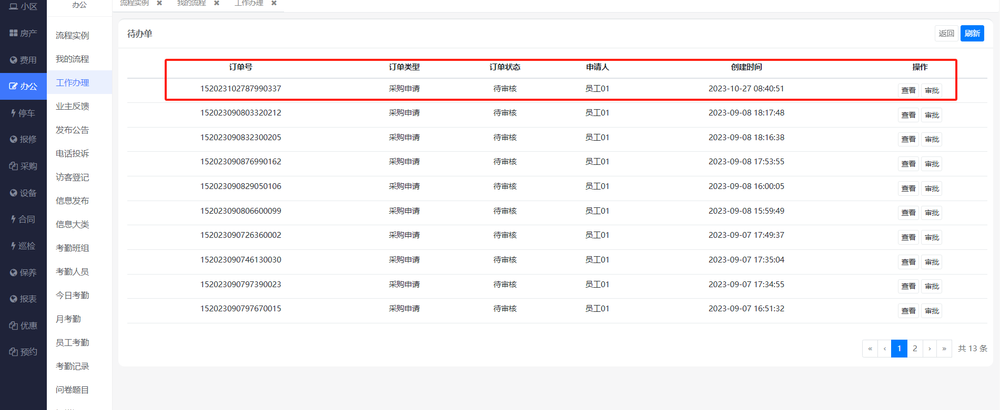 小区
房产
费用
办公
停车
报修
采购
设备
合同
巡检
保养
报表
优惠
预约
办公
流程实例
我的流程
工作办理
业主反馈
发布公告
电话投诉
访客登记
信息发布
信息大类
考勤班组
考勤人员
今日考勤
月考勤
员工考勤
考勤记录
问卷题目
流程实例 ✖ 我的流程 ✖ 工作办理 ✖
待办单 返回 刷新
订单号 订单类型 订单状态 申请人 创建时间 操作
152023102787990337 采购申请 待审核 员工01 2023-10-27 08:40:51 查看 审批
152023090803320212 采购申请 待审核 员工01 2023-09-08 18:17:48 查看 审批
152023090832300205 采购申请 待审核 员工01 2023-09-08 18:16:38 查看 审批
152023090876990162 采购申请 待审核 员工01 2023-09-08 17:53:55 查看 审批
152023090829050106 采购申请 待审核 员工01 2023-09-08 16:00:05 查看 审批
152023090806600099 采购申请 待审核 员工01 2023-09-08 15:59:49 查看 审批
152023090726360002 采购申请 待审核 员工01 2023-09-07 17:49:37 查看 审批
152023090746130030 采购申请 待审核 员工01 2023-09-07 17:35:04 查看 审批
152023090797390023 采购申请 待审核 员工01 2023-09-07 17:34:55 查看 审批
152023090797670015 采购申请 待审核 员工01 2023-09-07 16:51:32 查看 审批
« ‹ 1 2 › » 共 13 条